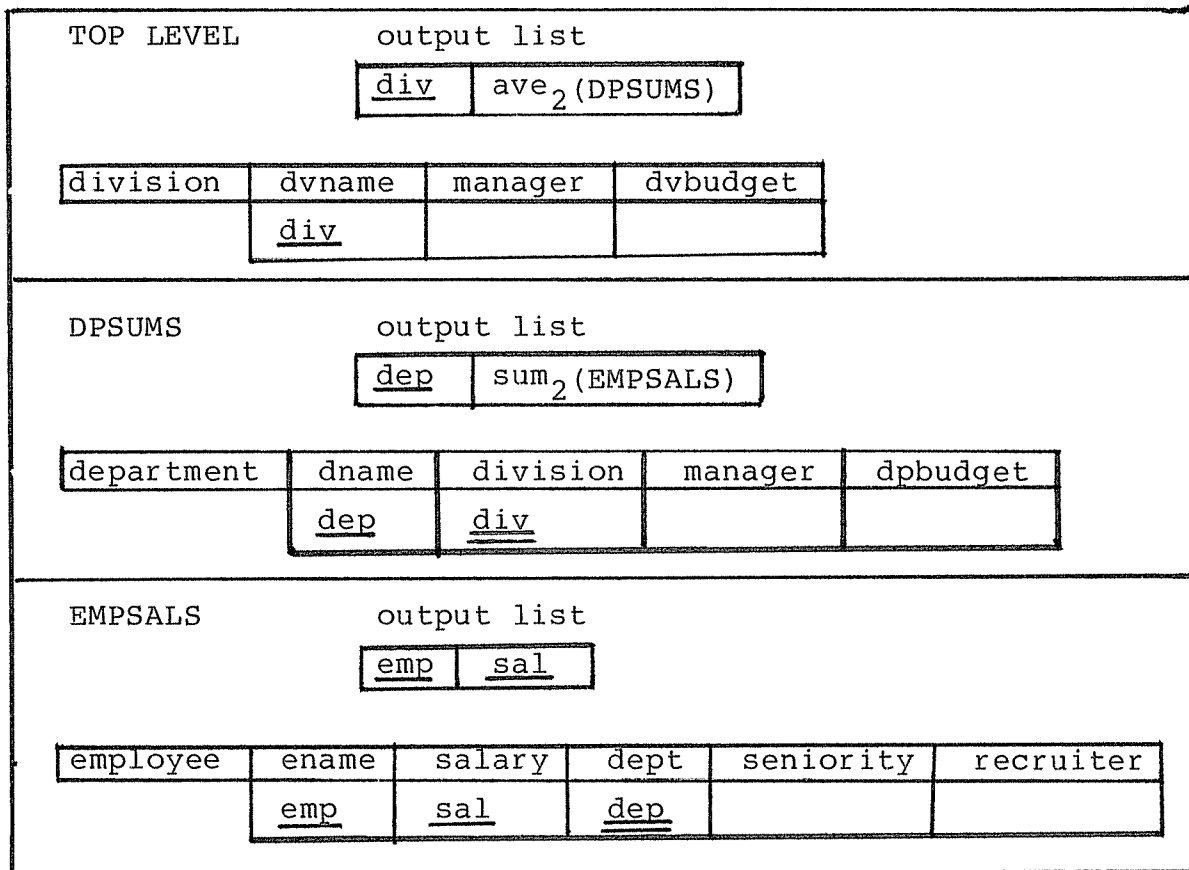 TOP LEVEL output list
div ave2(DPSUMS)
division dvname manager dvbudget
div
DPSUMS output list
dep sum2(EMPSALS)
department dname division manager dpbudget
dep div
EMPSALS output list
emp sal
employee ename salary dept seniority recruiter
emp sal dep